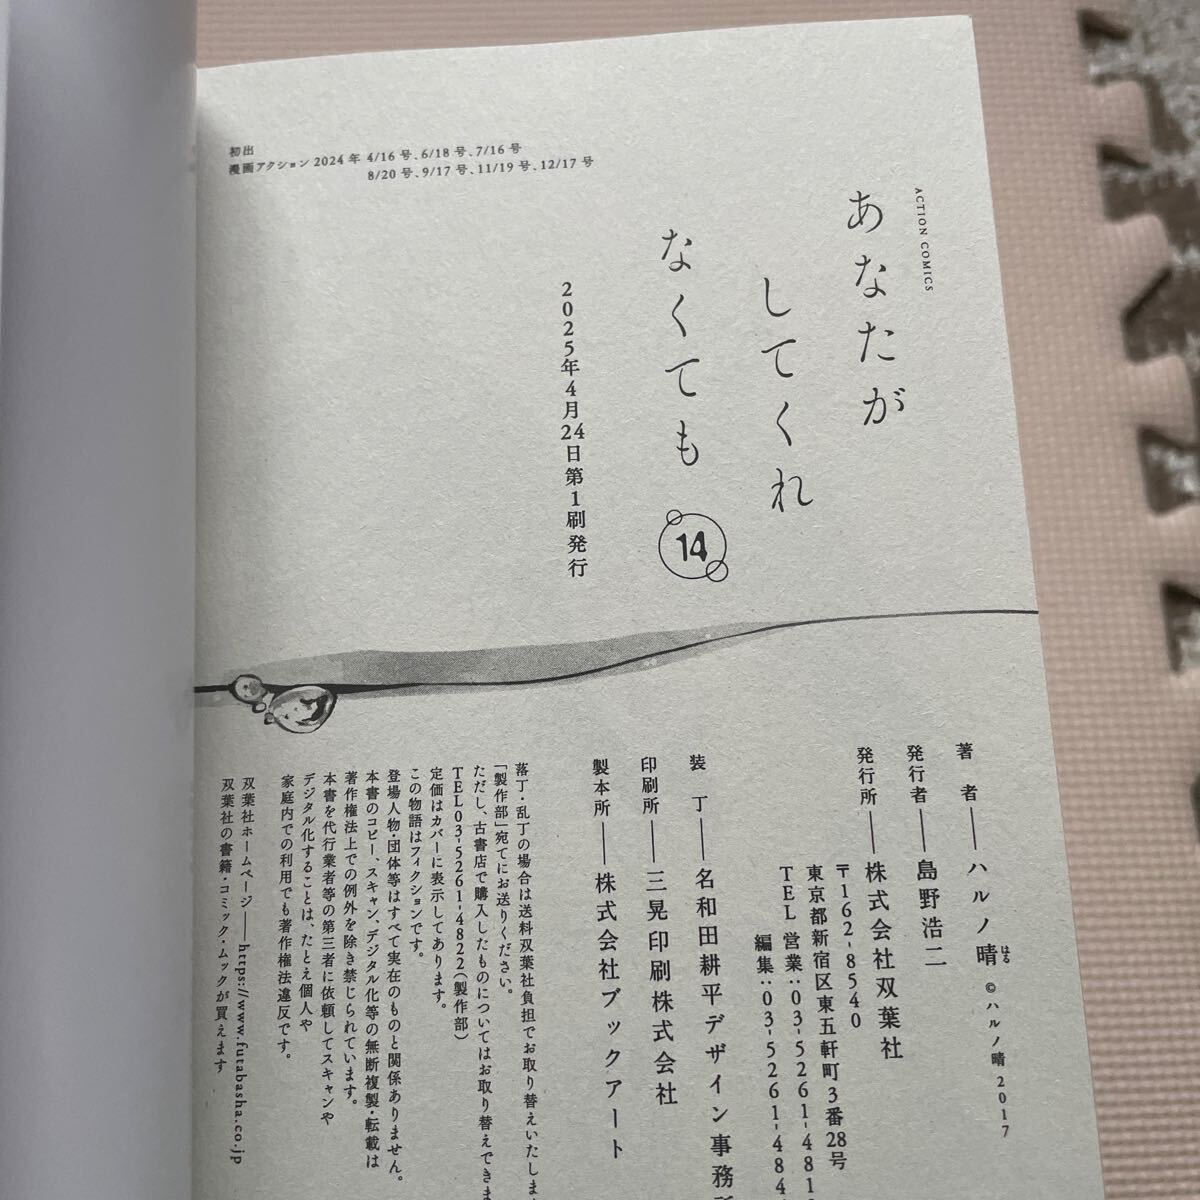 初出
漫画アクション2024年 4/16号、6/18号、7/16号
8/20号、9/17号、11/19号、12/17号
ACTION COMICS
あなたが
してくれ
なくても
14
2025年4月24日第1刷発行
著 者――ハルノ晴 はる ©ハルノ晴 2017
発行者――島野浩二
発行所――株式会社双葉社
〒162-8540
東京都新宿区東五軒町3番28号
TEL 営業:03-5261-481
編集:03-5261-484
装 丁――名和田耕平デザイン事務所
印刷所――三晃印刷株式会社
製本所――株式会社ブックアート
落丁・乱丁の場合は送料双葉社負担でお取り替えいたしま
「製作部」宛てにお送りください。
ただし、古書店で購入したものについてはお取り替えできま
TEL03-5261-4822(製作部)
定価はカバーに表示してあります。
この物語はフィクションです。
登場人物・団体等はすべて実在のものと関係ありません。
本書のコピー、スキャン、デジタル化等の無断複製・転載は
著作権法上での例外を除き禁じられています。
本書を代行業者等の第三者に依頼してスキャンや
デジタル化することは、たとえ個人や
家庭内での利用でも著作権法違反です。
双葉社ホームページ――https://www.futabasha.co.jp
双葉社の書籍・コミック・ムックが買えます